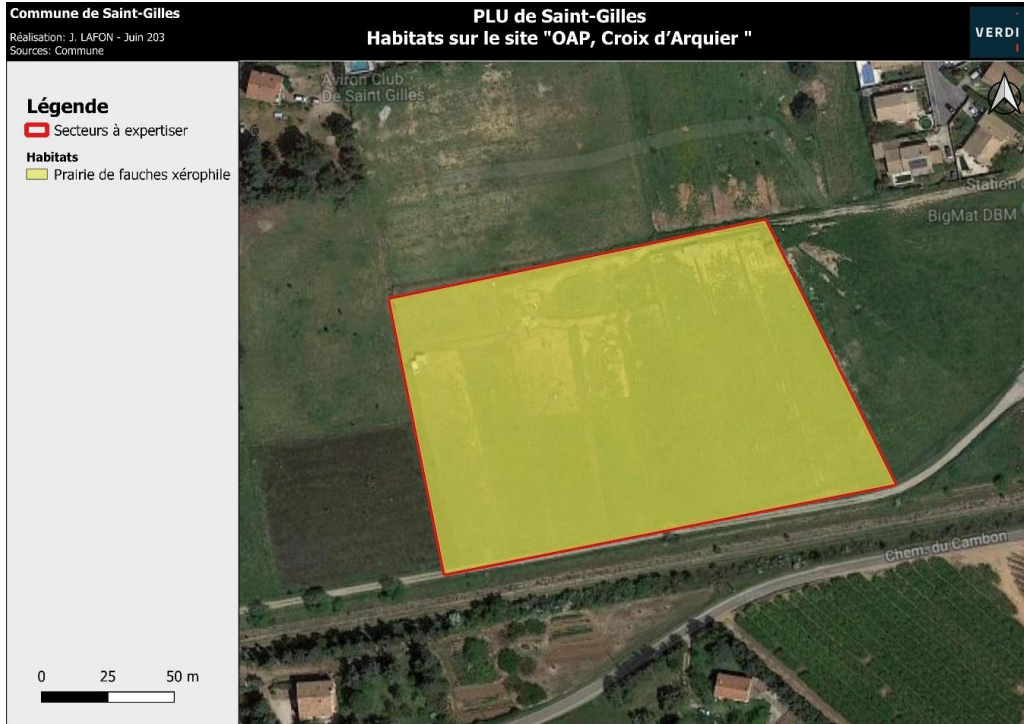 Commune de Saint-Gilles
Réalisation: J. LAFON - Juin 203
Sources: Commune
PLU de Saint-Gilles
Habitats sur le site "OAP, Croix d’Arquier "
VERDI
Légende
Secteurs à expertiser
Habitats
Prairie de fauches xérophile
0 25 50 m
Aviron Club
De Saint Gilles
Station
BigMat DBM
Chem. du Cambon